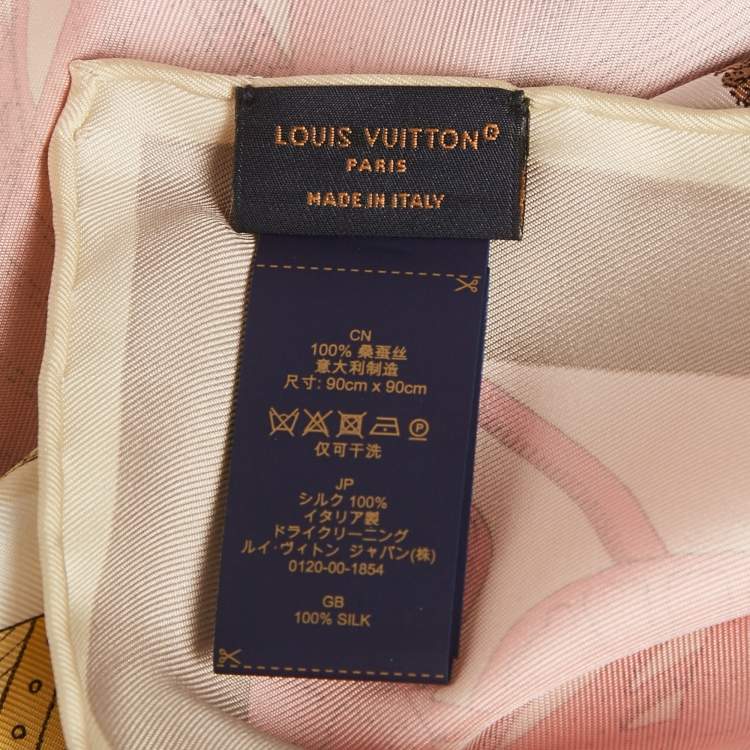 LOUIS VUITTON®
PARIS
MADE IN ITALY
CN
100% 桑蚕丝
意大利制造
尺寸: 90cm x 90cm
P
仅可干洗
JP
シルク 100%
イタリア製
ドライクリーニング
ルイ・ヴィトン ジャパン(株)
0120-00-1854
GB
100% SILK